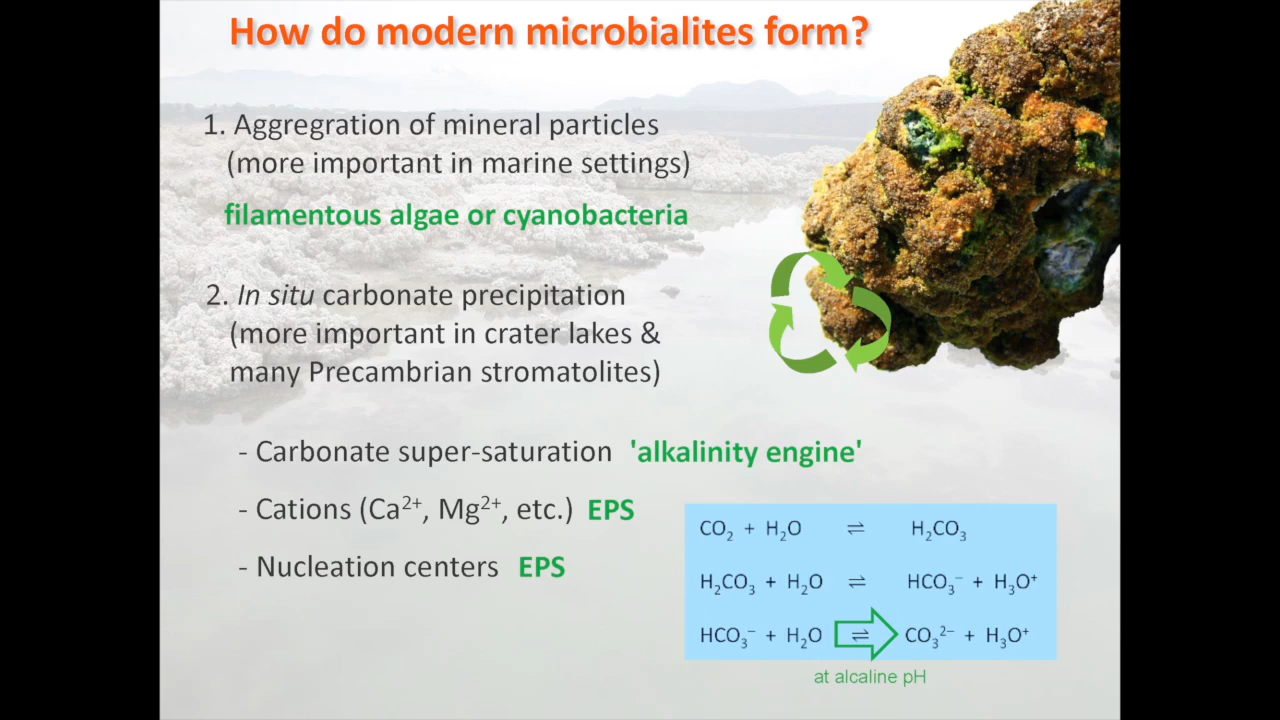 How do modern microbialites form?
1. Aggregration of mineral particles
(more important in marine settings)
filamentous algae or cyanobacteria
2. In situ carbonate precipitation
(more important in crater lakes &
many Precambrian stromatolites)
- Carbonate super-saturation 'alkalinity engine'
- Cations (Ca²⁺, Mg²⁺, etc.) EPS
- Nucleation centers EPS
CO₂ + H₂O ⇌ H₂CO₃
H₂CO₃ + H₂O ⇌ HCO₃⁻ + H₃O⁺
HCO₃⁻ + H₂O ⇌ CO₃²⁻ + H₃O⁺
at alcaline pH